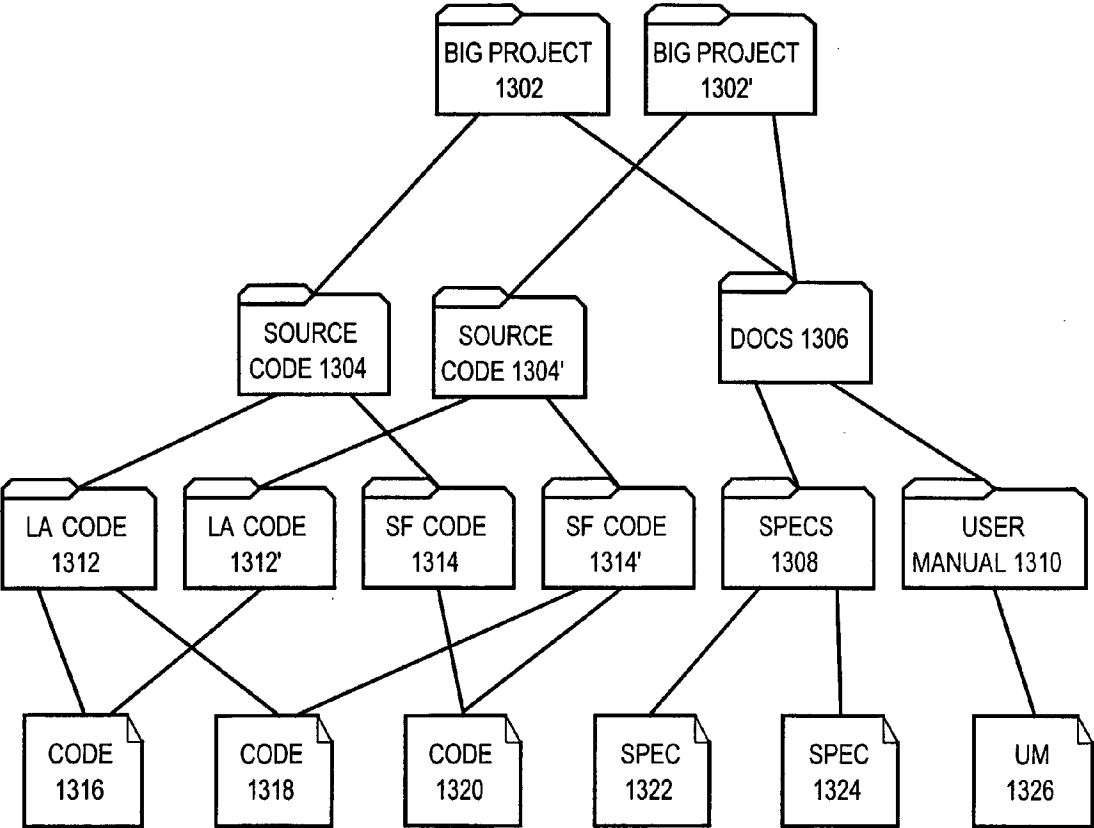 BIG PROJECT
1302
BIG PROJECT
1302'
SOURCE
CODE 1304
SOURCE
CODE 1304'
DOCS 1306
LA CODE
1312
LA CODE
1312'
SF CODE
1314
SF CODE
1314'
SPECS
1308
USER
MANUAL 1310
CODE
1316
CODE
1318
CODE
1320
SPEC
1322
SPEC
1324
UM
1326